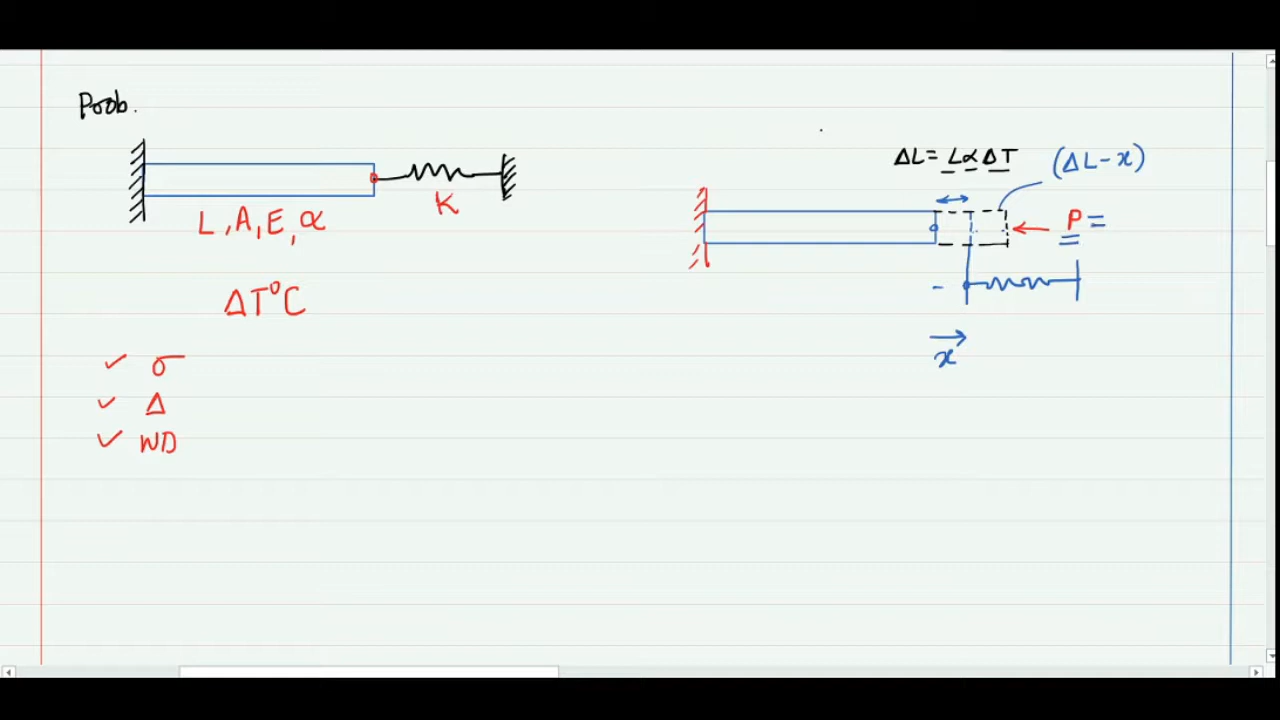 Prob.
K
L, A, E, α
ΔT°C
✓ σ
✓ Δ
✓ WD
ΔL = LαΔT
(ΔL-x)
P =
x